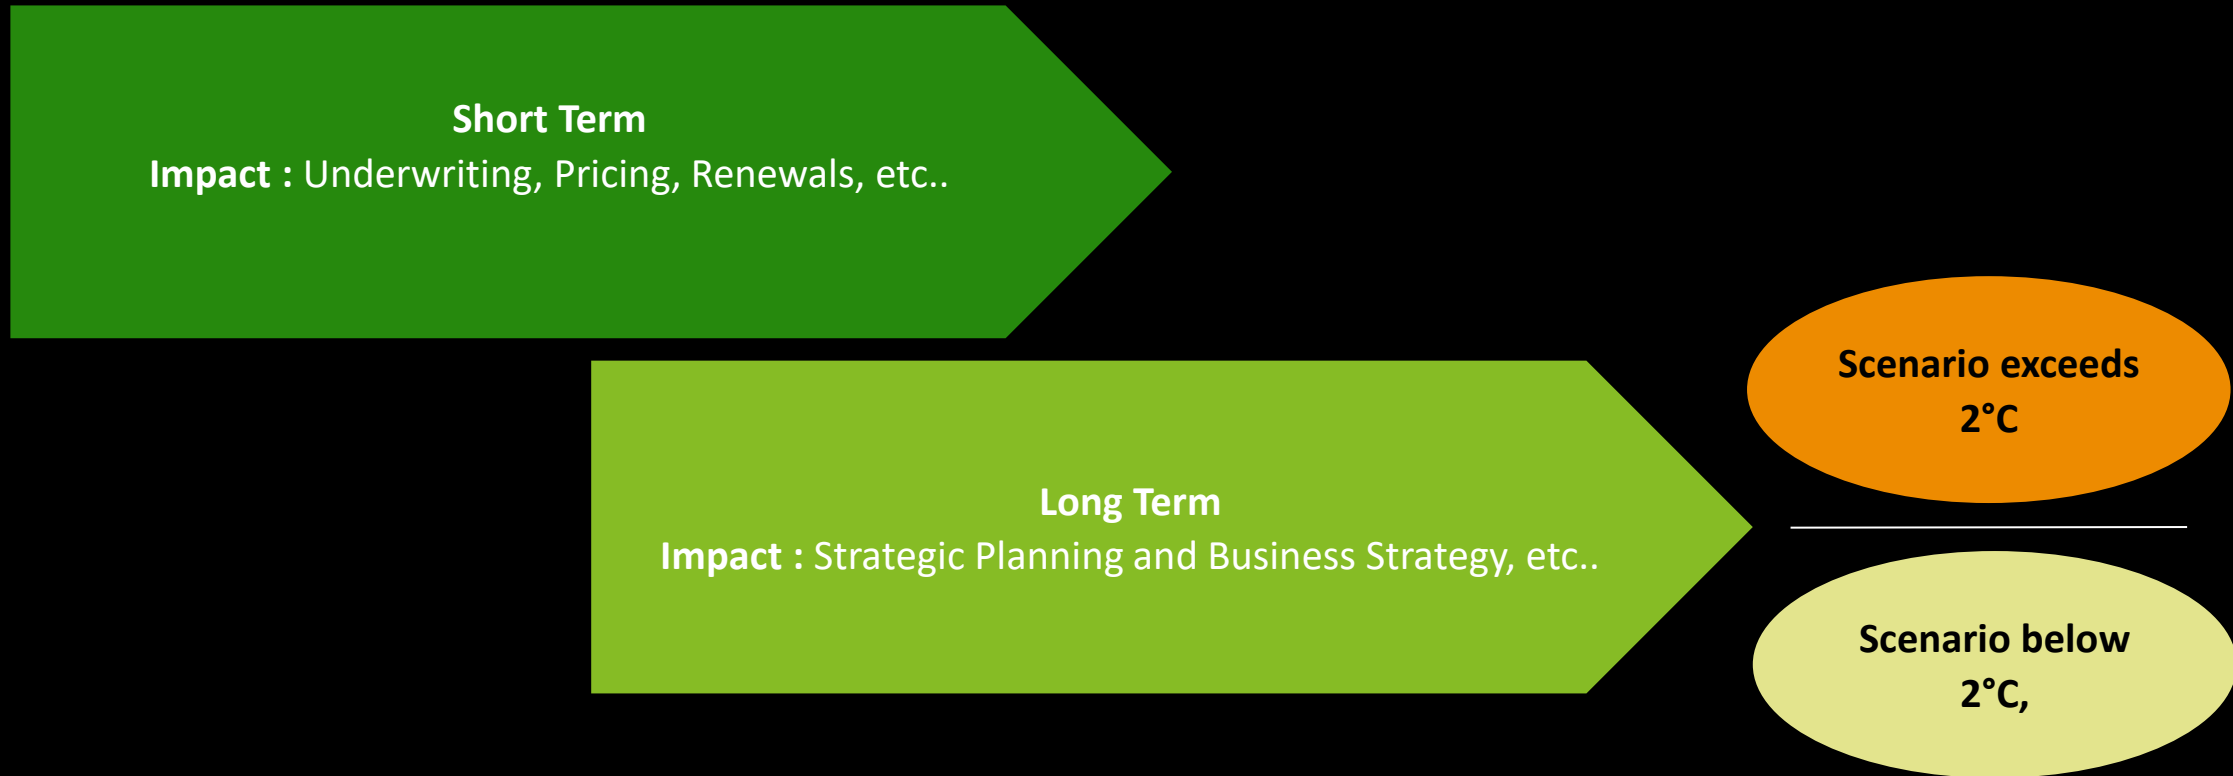 Short Term
Impact : Underwriting, Pricing, Renewals, etc..
Long Term
Impact : Strategic Planning and Business Strategy, etc..
Scenario exceeds
2°C
Scenario below
2°C,